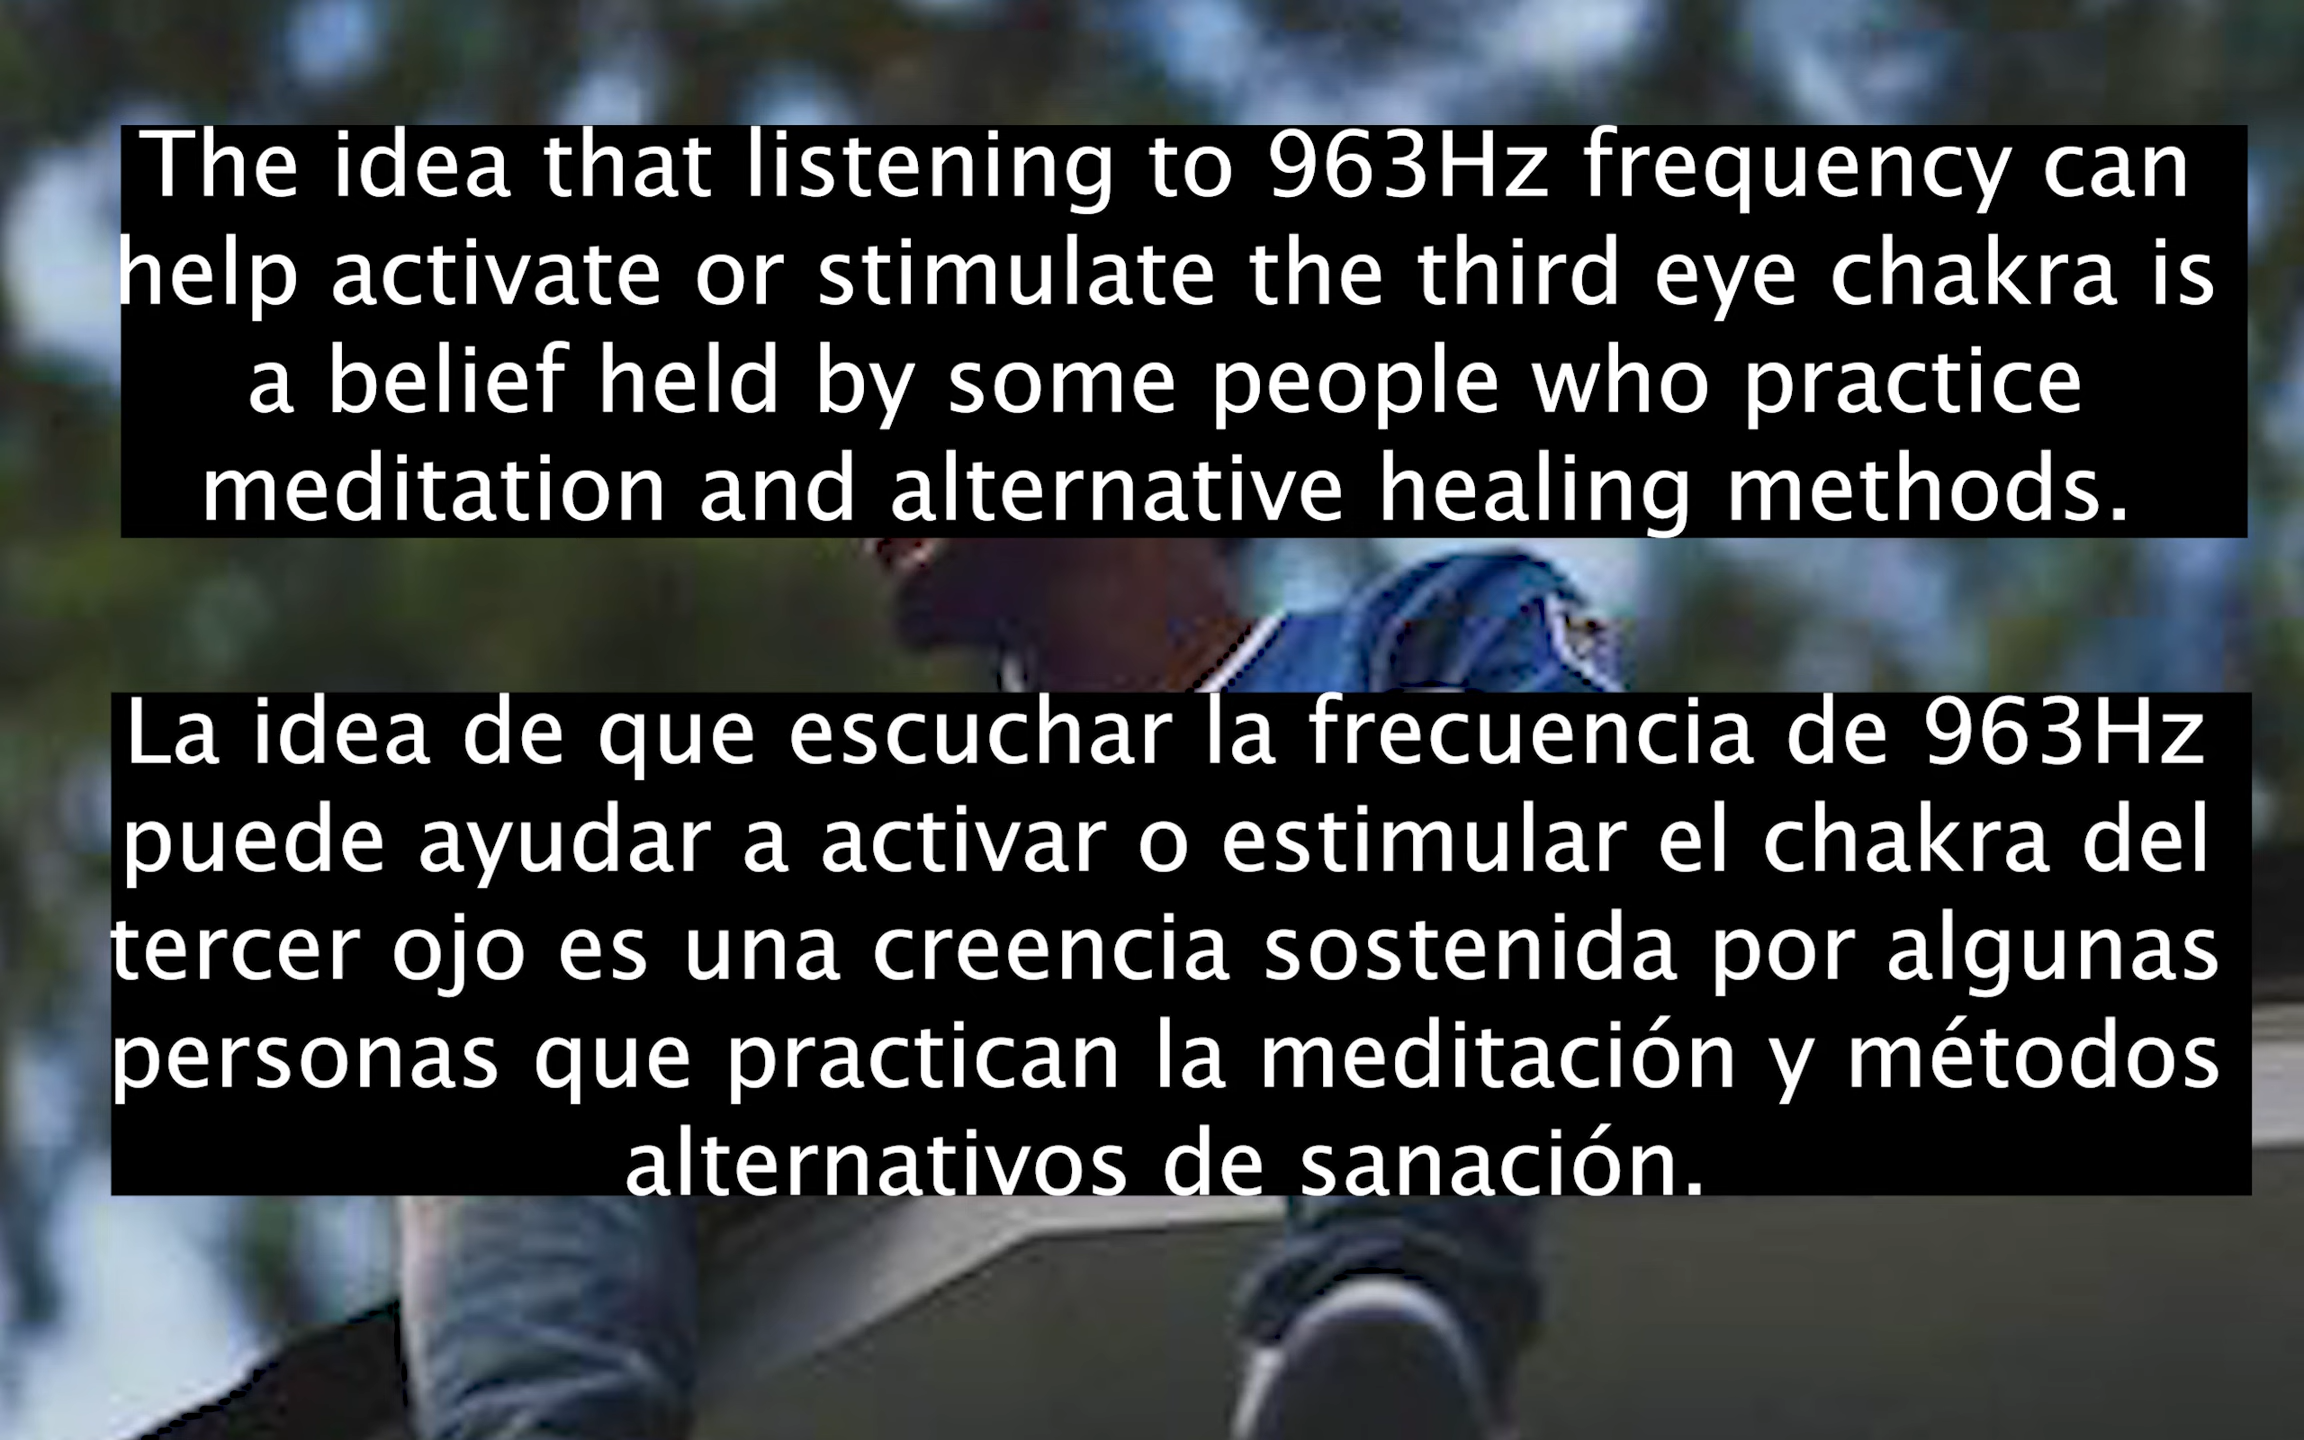 The idea that listening to 963Hz frequency can
help activate or stimulate the third eye chakra is
a belief held by some people who practice
meditation and alternative healing methods.
La idea de que escuchar la frecuencia de 963Hz
puede ayudar a activar o estimular el chakra del
tercer ojo es una creencia sostenida por algunas
personas que practican la meditación y métodos
alternativos de sanación.